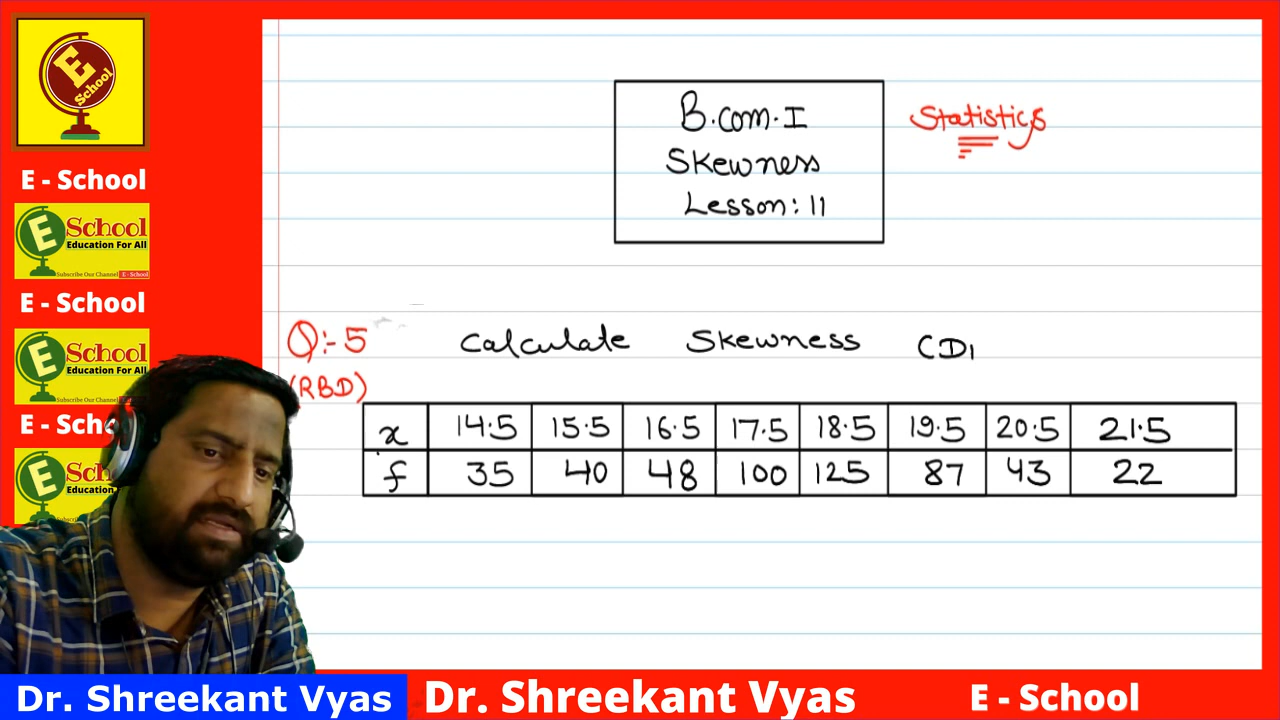 E
School
E - School
E School
Education For All
Subscribe Our Channel E - School
E - School
E School
Education For All
E - Sch
E Sch
Education
B.com.I
Skewness
Lesson: 11
Statistics
Q:-5 Calculate Skewness CD1
(RBD)
x 14.5 15.5 16.5 17.5 18.5 19.5 20.5 21.5
f 35 40 48 100 125 87 43 22
Dr. Shreekant Vyas Dr. Shreekant Vyas E - School